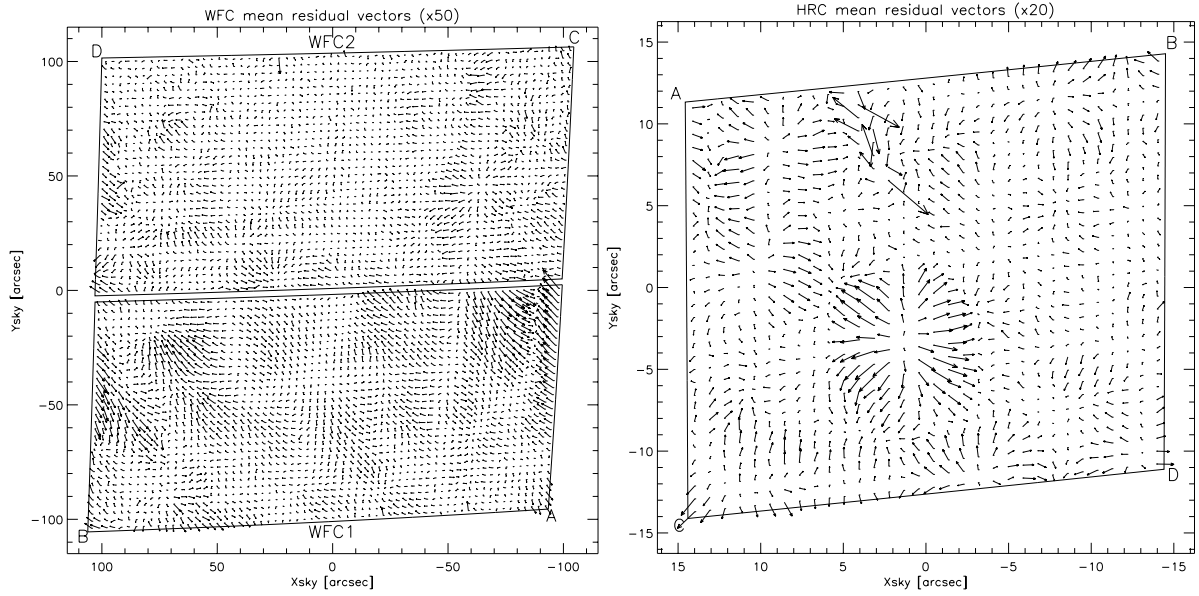 WFC mean residual vectors (x50)
D
WFC2
C
100
50
0
−50
−100
Ysky [arcsec]
B
WFC1
A
100
50
0
−50
−100
Xsky [arcsec]
HRC mean residual vectors (x20)
B
A
15
10
5
0
−5
−10
−15
Ysky [arcsec]
C
D
15
10
5
0
−5
−10
−15
Xsky [arcsec]